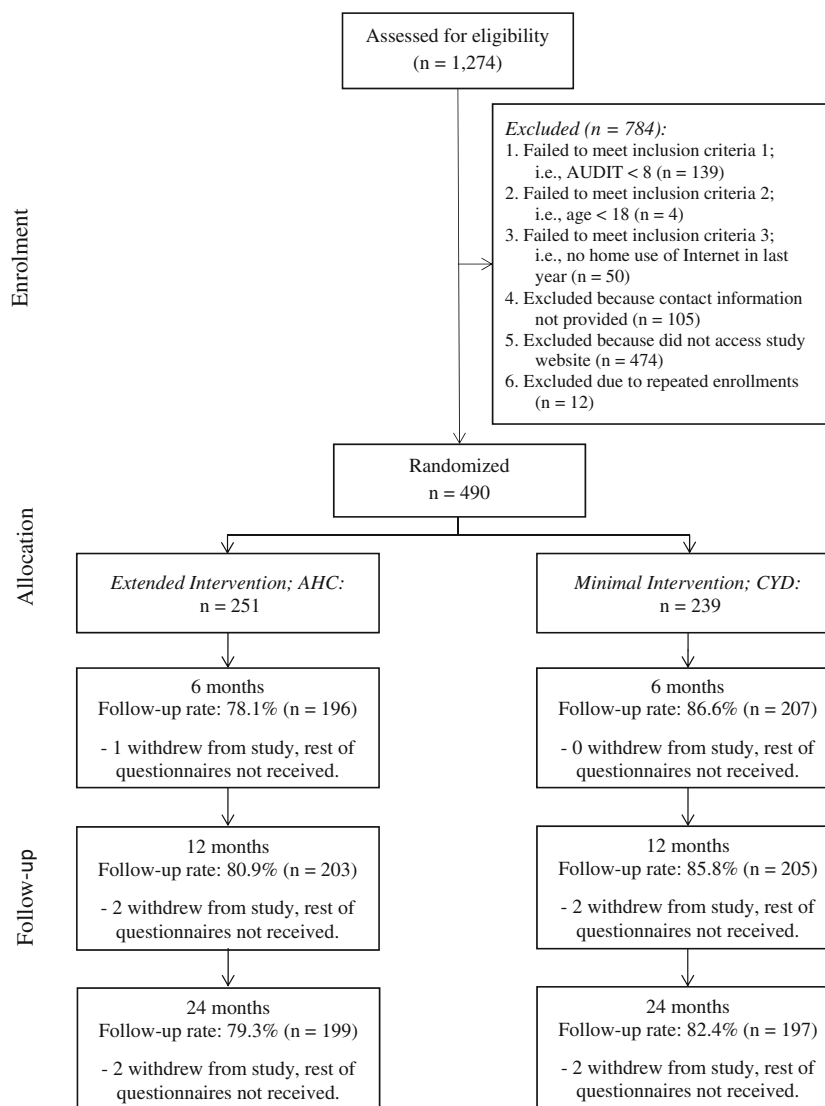 Assessed for eligibility
(n = 1,274)
Excluded (n = 784):
1. Failed to meet inclusion criteria 1;
i.e., AUDIT < 8 (n = 139)
2. Failed to meet inclusion criteria 2;
i.e., age < 18 (n = 4)
3. Failed to meet inclusion criteria 3;
i.e., no home use of Internet in last
year (n = 50)
4. Excluded because contact information
not provided (n = 105)
5. Excluded because did not access study
website (n = 474)
6. Excluded due to repeated enrollments
(n = 12)
Enrolment
Randomized
n = 490
Allocation
Extended Intervention; AHC:
n = 251
Minimal Intervention; CYD:
n = 239
6 months
Follow-up rate: 78.1% (n = 196)
- 1 withdrew from study, rest of
questionnaires not received.
6 months
Follow-up rate: 86.6% (n = 207)
- 0 withdrew from study, rest of
questionnaires not received.
Follow-up
12 months
Follow-up rate: 80.9% (n = 203)
- 2 withdrew from study, rest of
questionnaires not received.
12 months
Follow-up rate: 85.8% (n = 205)
- 2 withdrew from study, rest of
questionnaires not received.
24 months
Follow-up rate: 79.3% (n = 199)
- 2 withdrew from study, rest of
questionnaires not received.
24 months
Follow-up rate: 82.4% (n = 197)
- 2 withdrew from study, rest of
questionnaires not received.